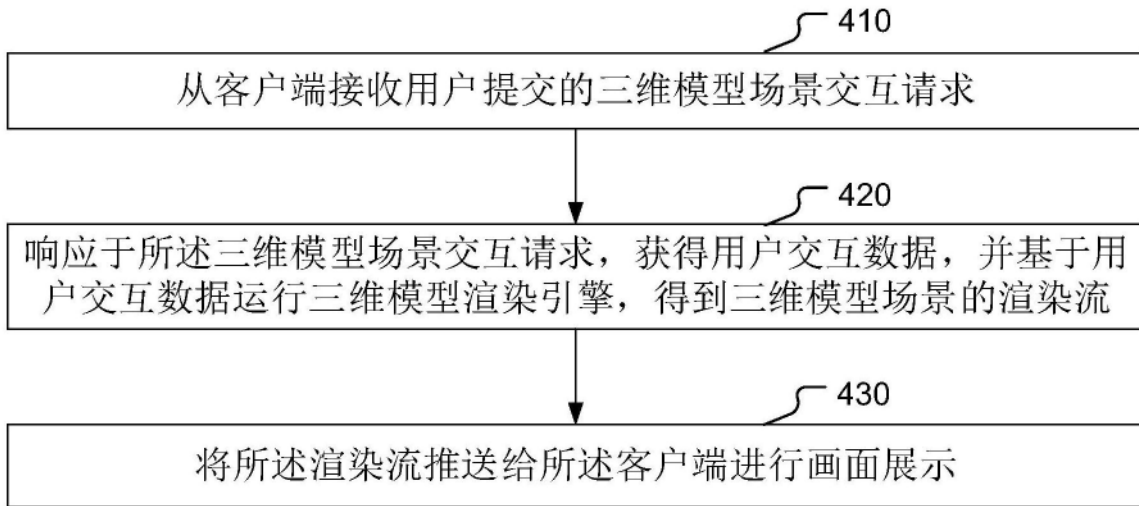 410
从客户端接收用户提交的三维模型场景交互请求
420
响应于所述三维模型场景交互请求，获得用户交互数据，并基于用
户交互数据运行三维模型渲染引擎，得到三维模型场景的渲染流
430
将所述渲染流推送给所述客户端进行画面展示